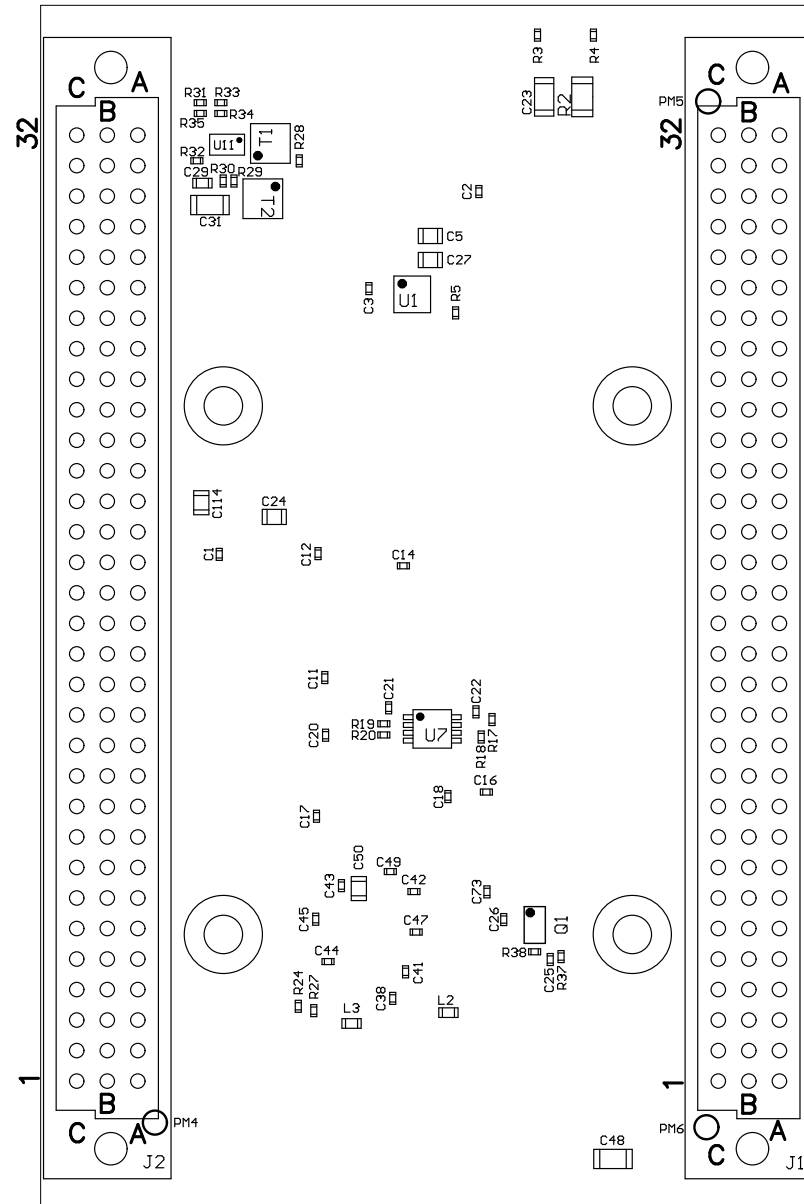 R3
R4
C
A
C23
R2
PM5
C
A
B
B
32
32
R31
R33
R35
R34
U11
T1
R28
R32
C29
R30
R29
C31
T2
C2
C5
C27
C3
U1
R5
C114
C24
C1
C12
C14
C11
C21
C22
R19
R20
U7
R18
R17
C20
C18
C16
C17
C49
C50
C43
C42
C73
C45
C47
C26
Q1
C44
C41
R38
C25
R37
R24
R27
C38
L3
L2
1
1
B
B
C
A
PM4
PM6
C
A
C48
J2
J1